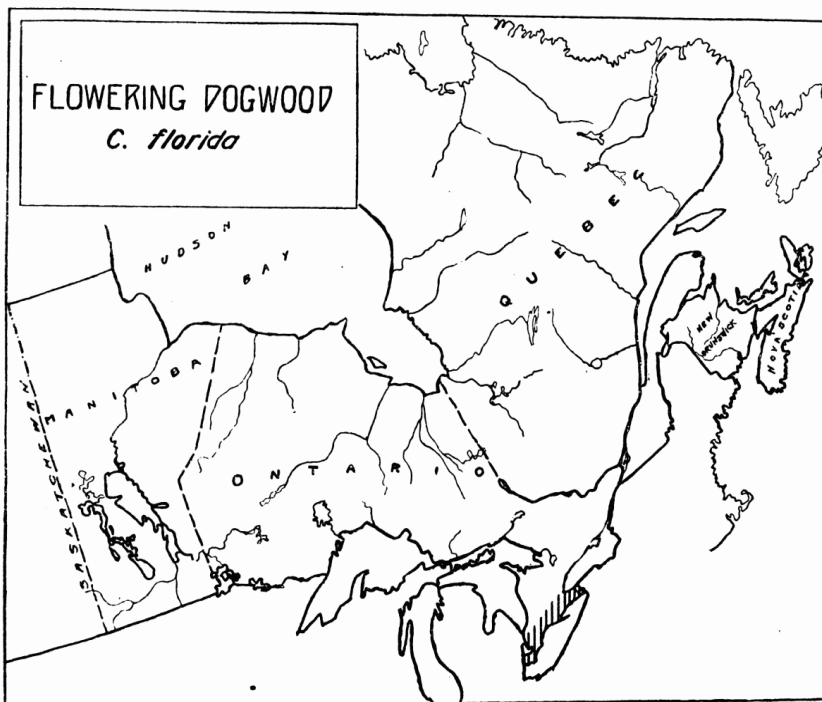 FLOWERING DOGWOOD
C. florida
HUDSON
BAY
QUEBEC
MANITOBA
SASKATCHEWAN
ONTARIO
NEW
BRUNSWICK
NOVA SCOTIA